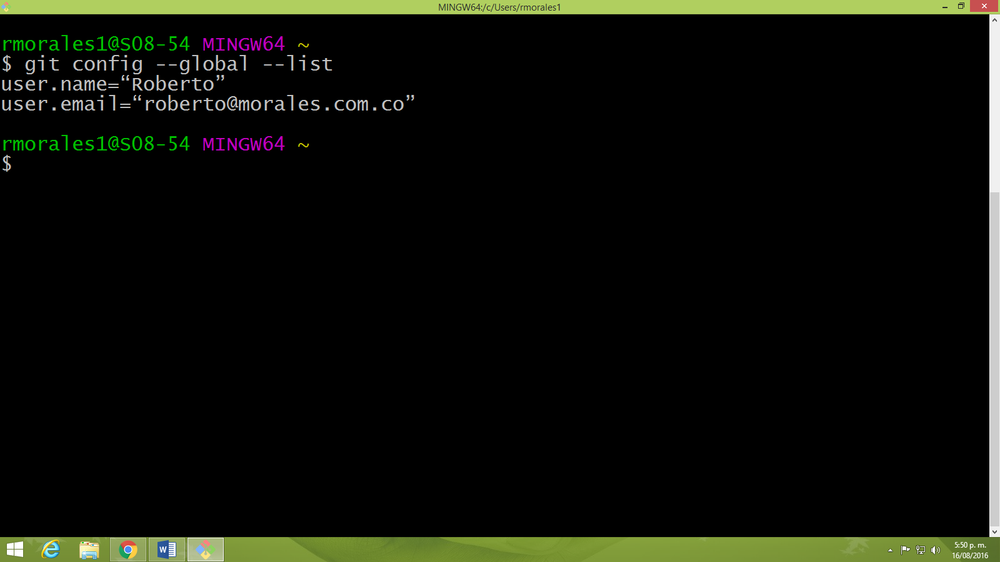 MINGW64:/c/Users/rmorales1
rmorales1@S08-54 MINGW64 ~
$ git config --global --list
user.name=“Roberto”
user.email=“roberto@morales.com.co”
rmorales1@S08-54 MINGW64 ~
$
5:50 p. m.
16/08/2016